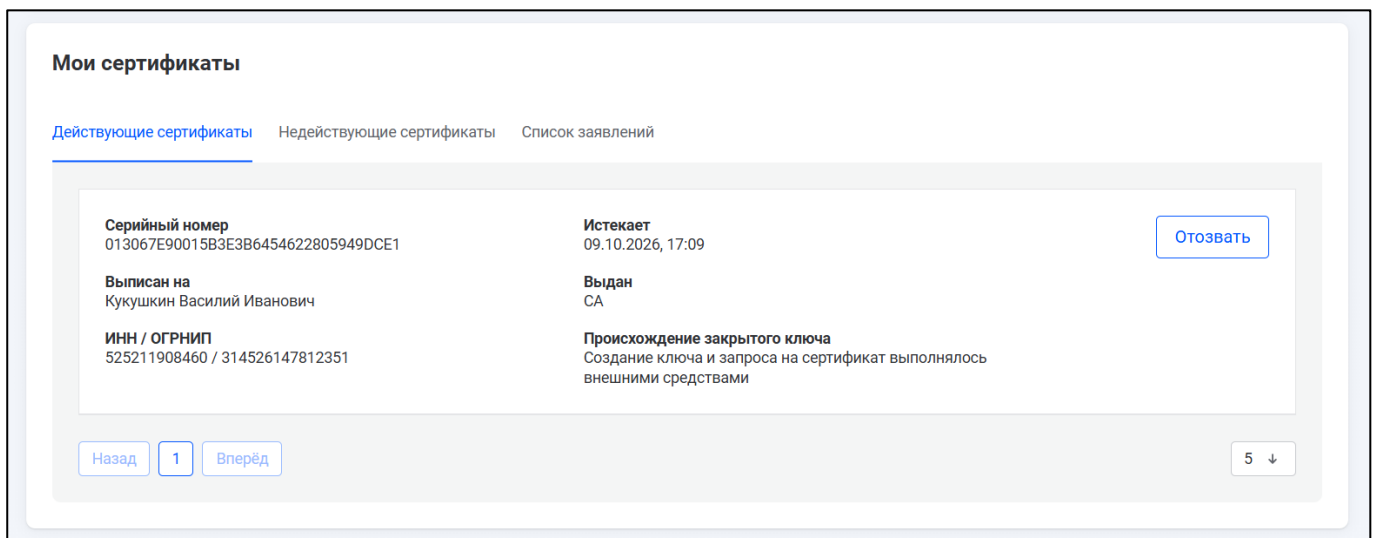 Мои сертификаты
Действующие сертификаты Недействующие сертификаты Список заявлений
Серийный номер
013067E90015B3E3B6454622805949DCE1
Истекает
09.10.2026, 17:09
Отозвать
Выписан на
Кукушкин Василий Иванович
Выдан
CA
ИНН / ОГРНИП
525211908460 / 314526147812351
Происхождение закрытого ключа
Создание ключа и запроса на сертификат выполнялось
внешними средствами
Назад 1 Вперёд
5